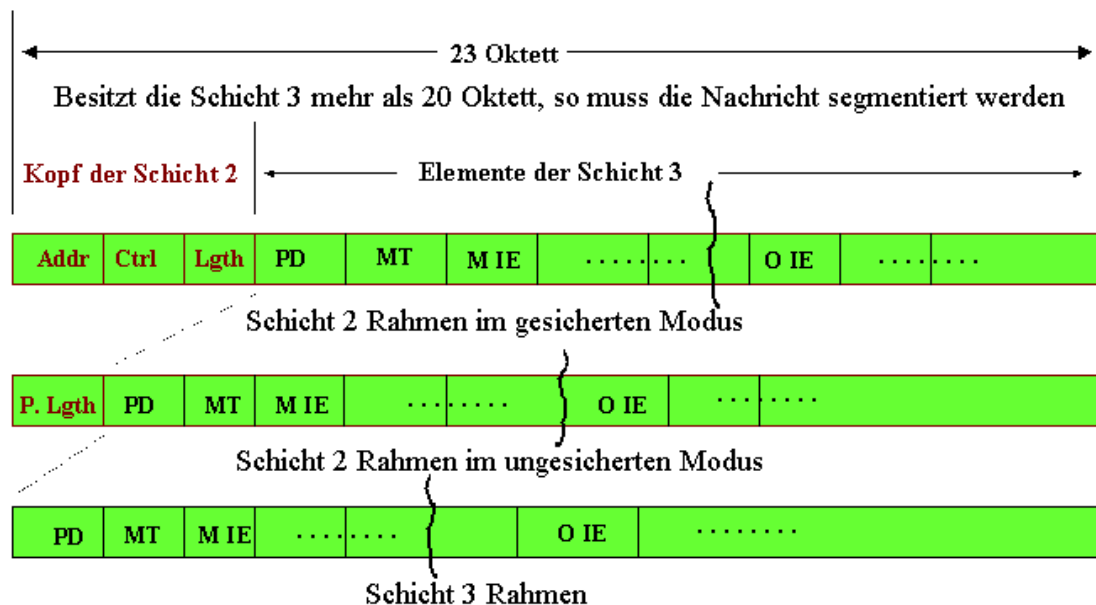 23 Oktett
Besitzt die Schicht 3 mehr als 20 Oktett, so muss die Nachricht segmentiert werden
Kopf der Schicht 2 Elemente der Schicht 3
Addr Ctrl Lgth PD MT M IE ········ O IE ········
Schicht 2 Rahmen im gesicherten Modus
P. Lgth PD MT M IE ········ O IE ········
Schicht 2 Rahmen im ungesicherten Modus
PD MT M IE ········ O IE ········
Schicht 3 Rahmen